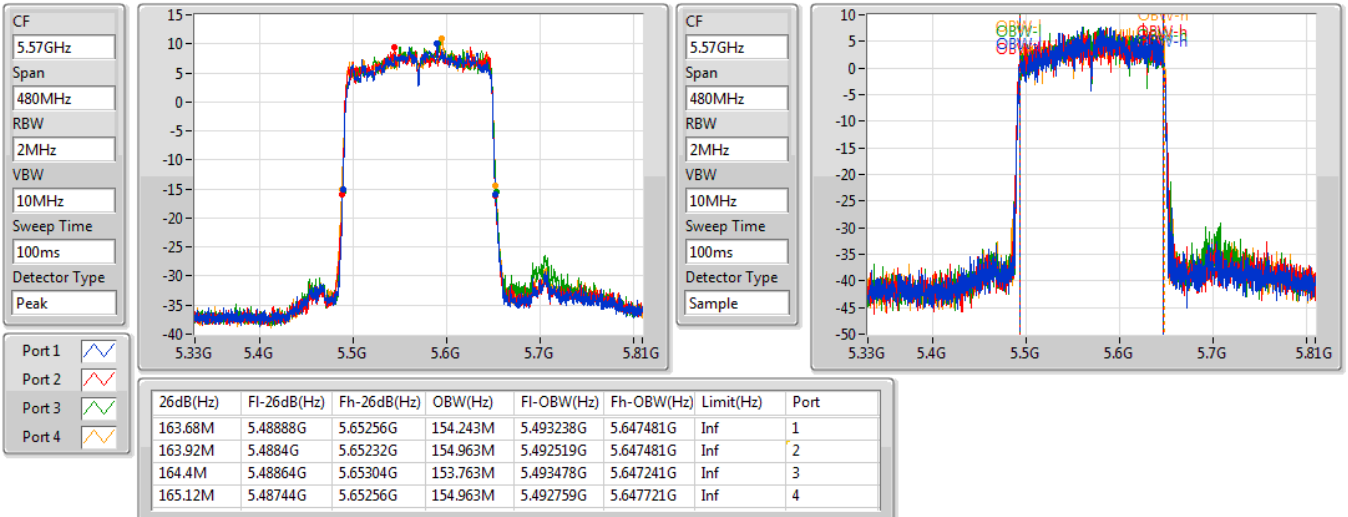 CF
5.57GHz
Span
480MHz
RBW
2MHz
VBW
10MHz
Sweep Time
100ms
Detector Type
Peak
15
10
5
0
-5
-10
-15
-20
-25
-30
-35
-40
5.33G 5.4G 5.5G 5.6G 5.7G 5.81G
CF
5.57GHz
Span
480MHz
RBW
2MHz
VBW
10MHz
Sweep Time
100ms
Detector Type
Sample
10
5
0
-5
-10
-15
-20
-25
-30
-35
-40
-45
-50
5.33G 5.4G 5.5G 5.6G 5.7G 5.81G
OBW-l OBW-h
Port 1
Port 2
Port 3
Port 4
26dB(Hz) Fl-26dB(Hz) Fh-26dB(Hz) OBW(Hz) Fl-OBW(Hz) Fh-OBW(Hz) Limit(Hz) Port
163.68M 5.48888G 5.65256G 154.243M 5.493238G 5.647481G Inf 1
163.92M 5.4884G 5.65232G 154.963M 5.492519G 5.647481G Inf 2
164.4M 5.48864G 5.65304G 153.763M 5.493478G 5.647241G Inf 3
165.12M 5.48744G 5.65256G 154.963M 5.492759G 5.647721G Inf 4